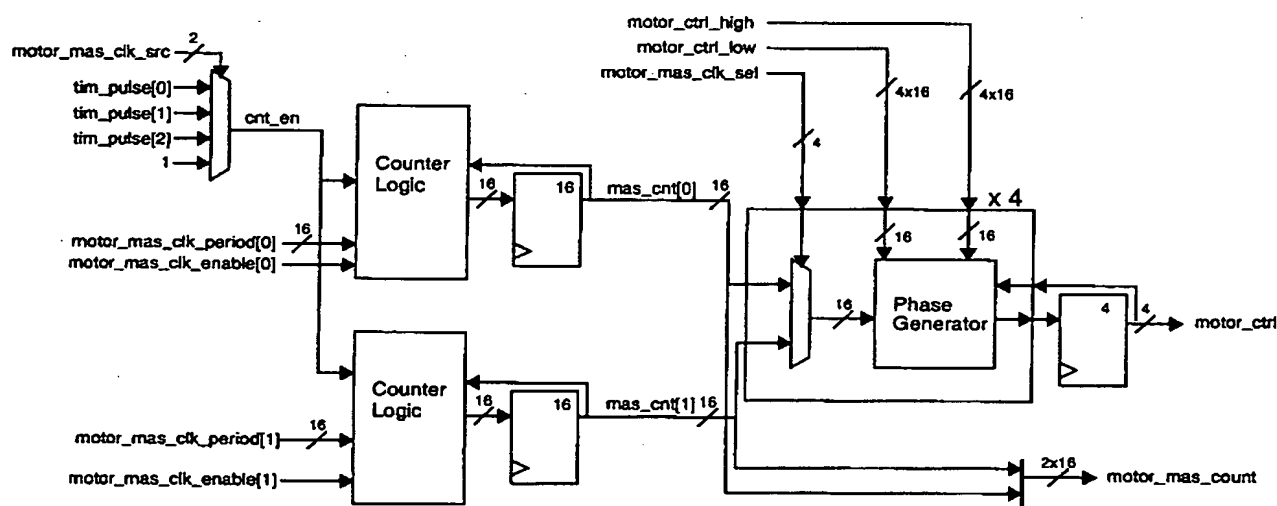 motor_ctrl_high
motor_ctrl_low
motor_mas_clk_sel
motor_mas_clk_src
2
tim_pulse[0]
tim_pulse[1]
tim_pulse[2]
1
cnt_en
4x16
4x16
4
Counter
Logic
16
16
mas_cnt[0]
16
x 4
16
16
motor_mas_clk_period[0]
16
motor_mas_clk_enable[0]
16
Phase
Generator
4
4
motor_ctrl
Counter
Logic
16
16
mas_cnt[1]
16
motor_mas_clk_period[1]
16
motor_mas_clk_enable[1]
2x16
motor_mas_count